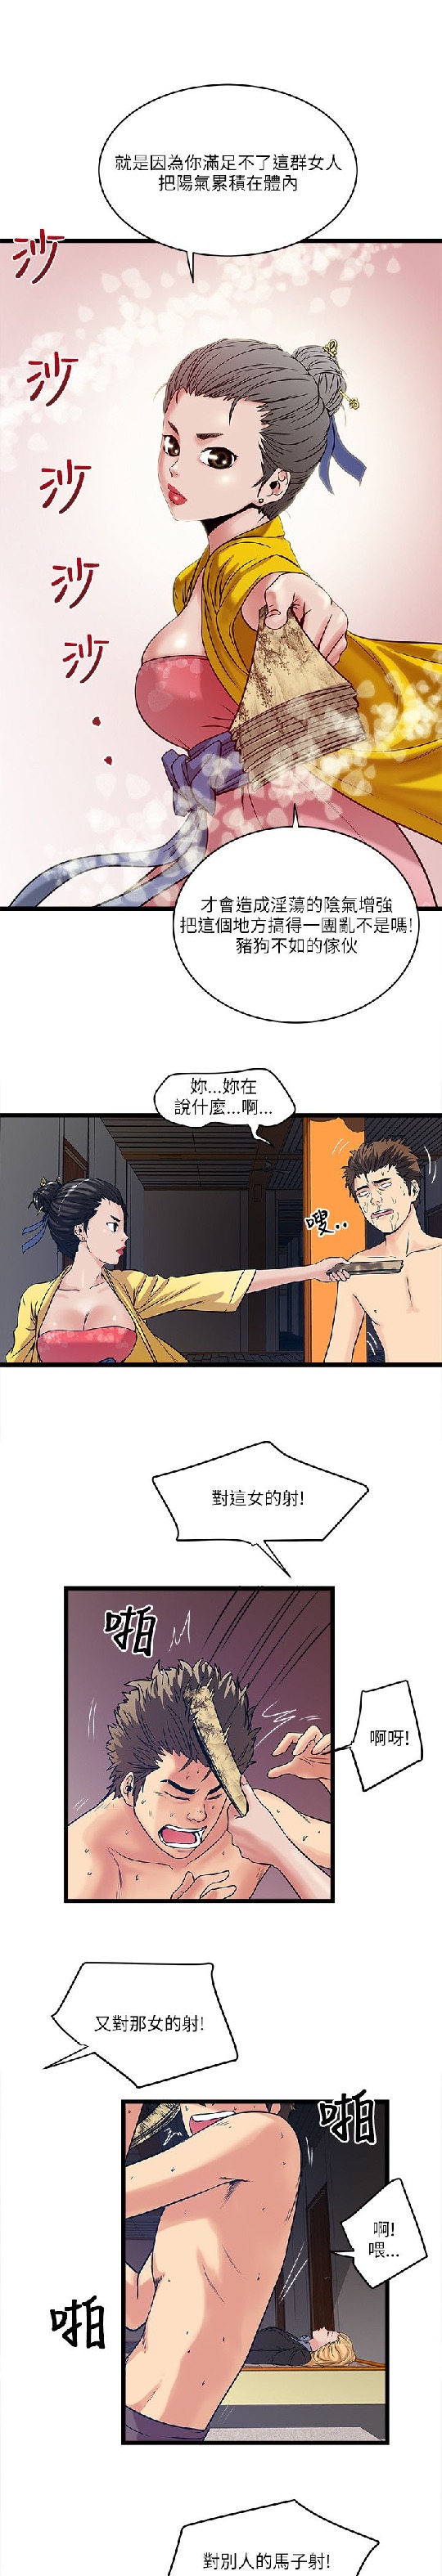 就是因為你滿足不了這群女人
把陽氣累積在體內
沙
沙
沙
沙
沙
才會造成淫蕩的陰氣增強
把這個地方搞得一團亂不是嗎!
豬狗不如的傢伙
妳...妳在
說什麼...啊...
嗖..
對這女的射!
啪
啊呀!
又對那女的射!
啪
啊!
喂...
啪
對別人的馬子射!